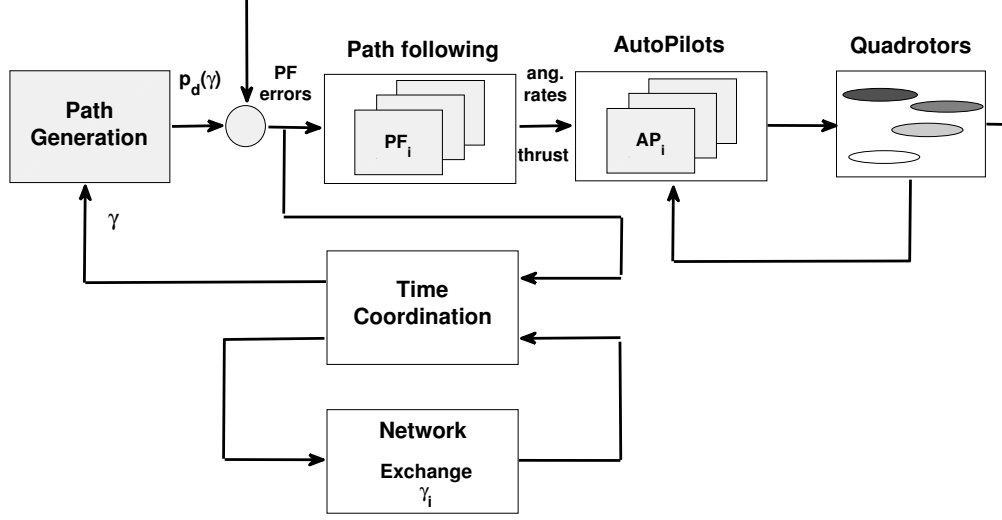 Path following
AutoPilots
Quadrotors
Path
Generation
p_d(γ)
PF
errors
PF_i
ang.
rates
thrust
AP_i
γ
Time
Coordination
Network
Exchange
γ_i